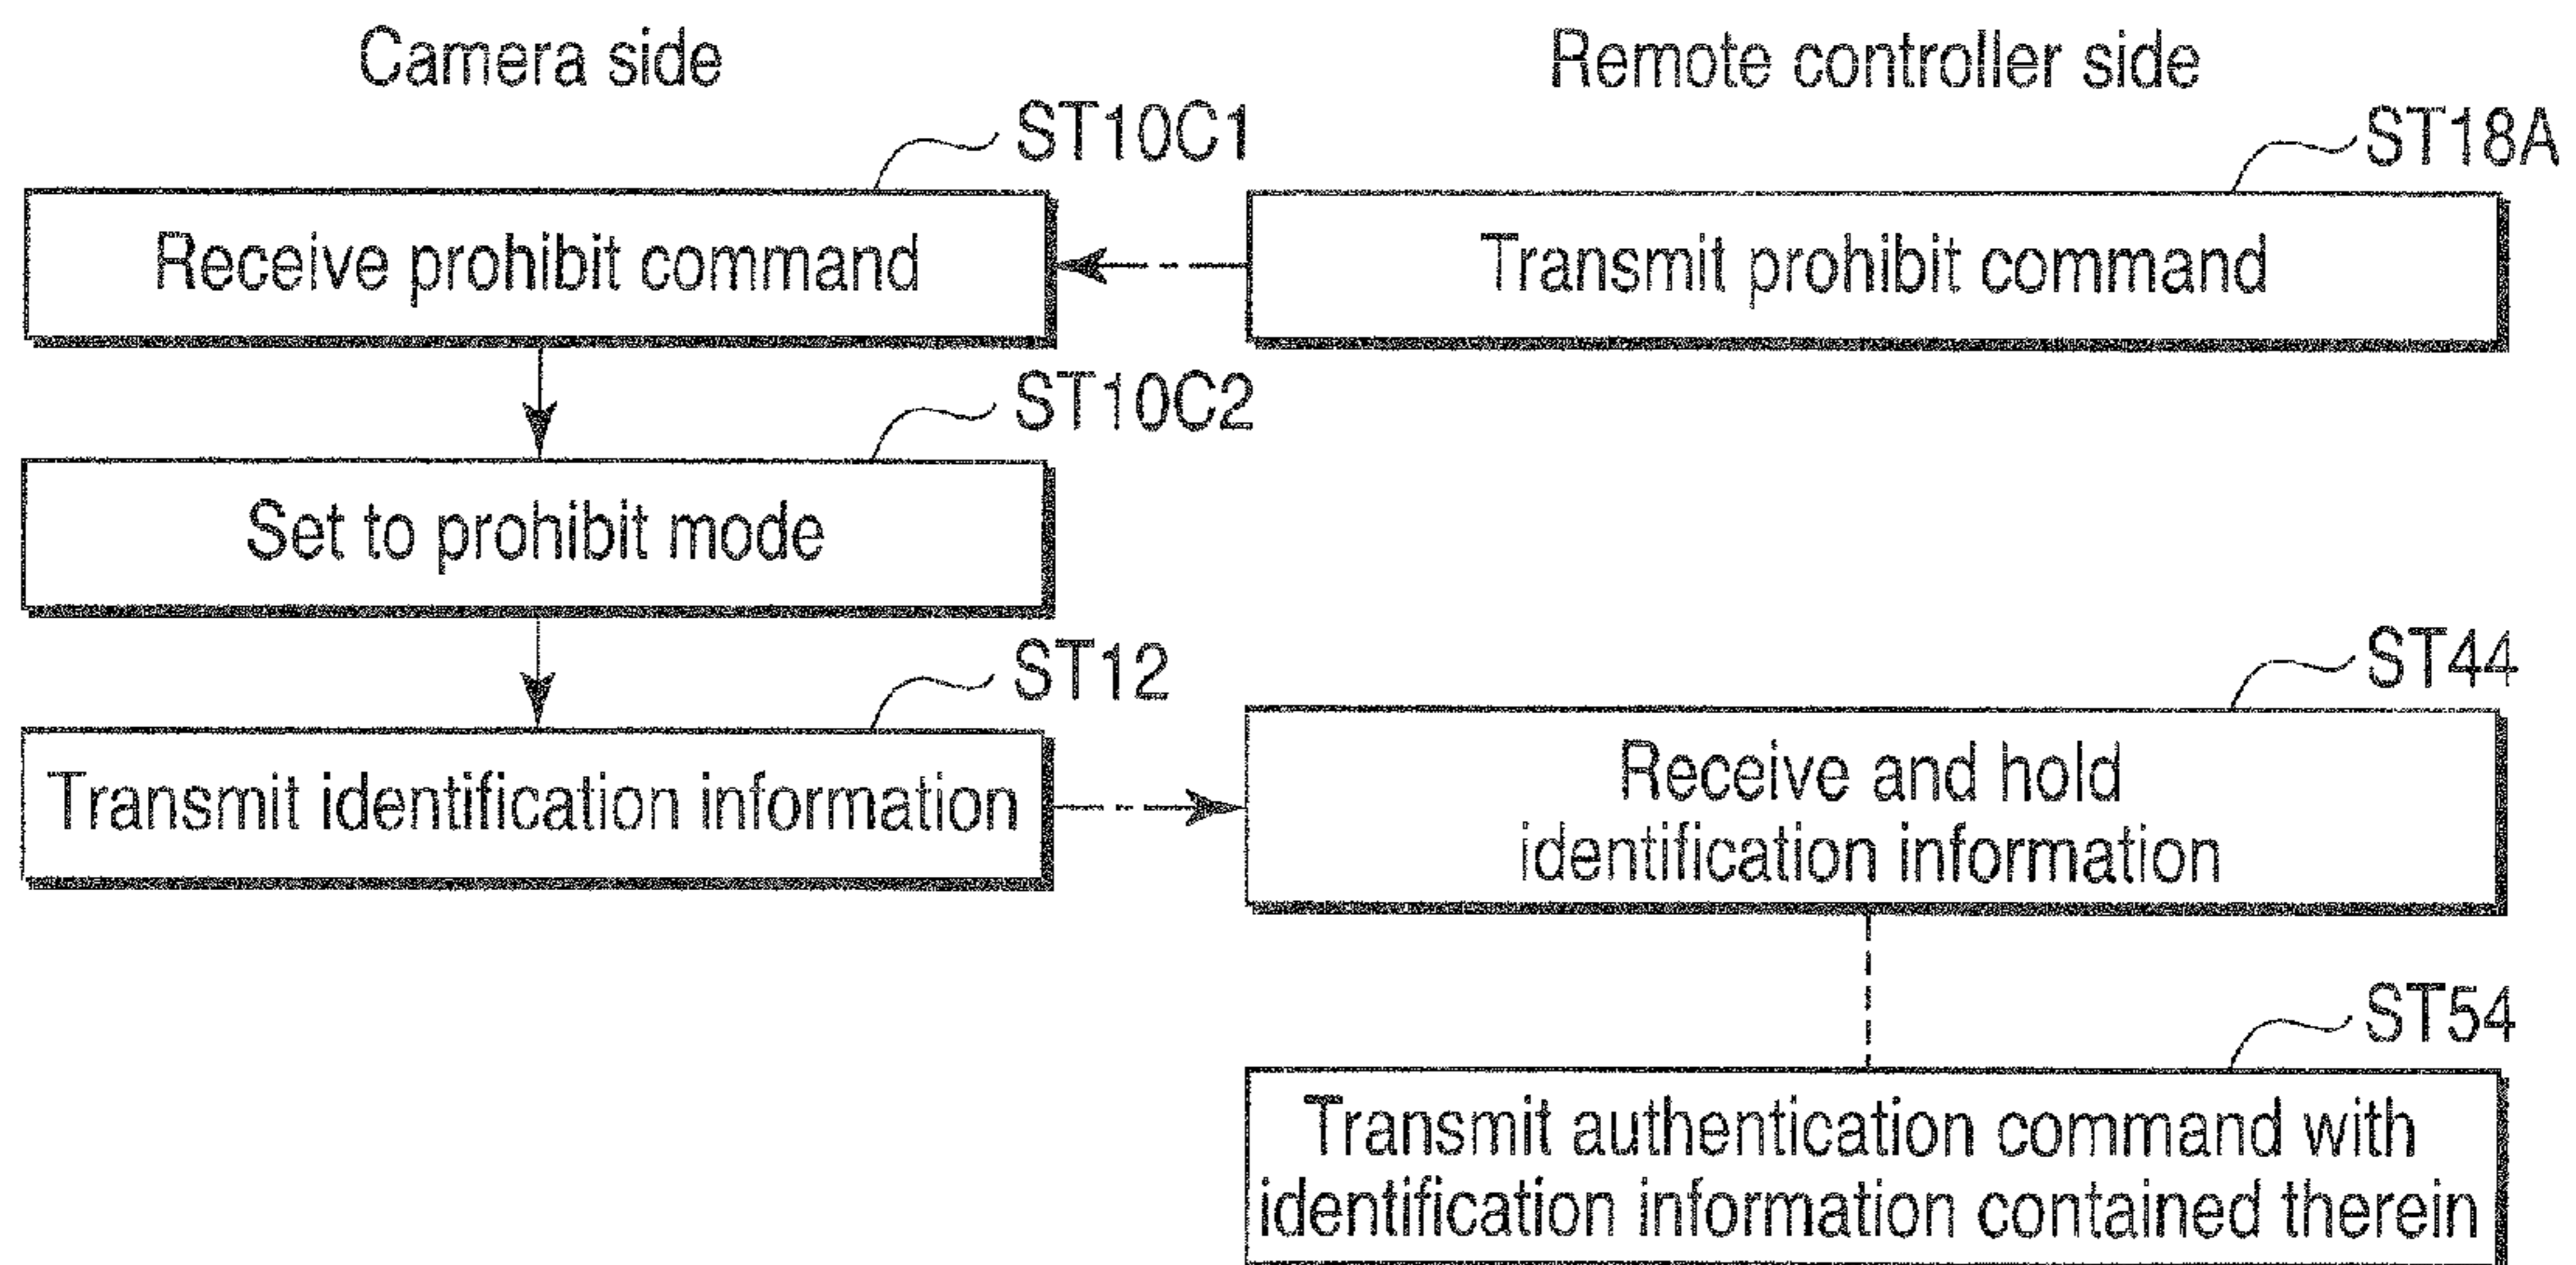 Camera side
Remote controller side
ST10C1
ST18A
Receive prohibit command
Transmit prohibit command
ST10C2
Set to prohibit mode
ST12
ST44
Transmit identification information
Receive and hold
identification information
ST54
Transmit authentication command with
identification information contained therein